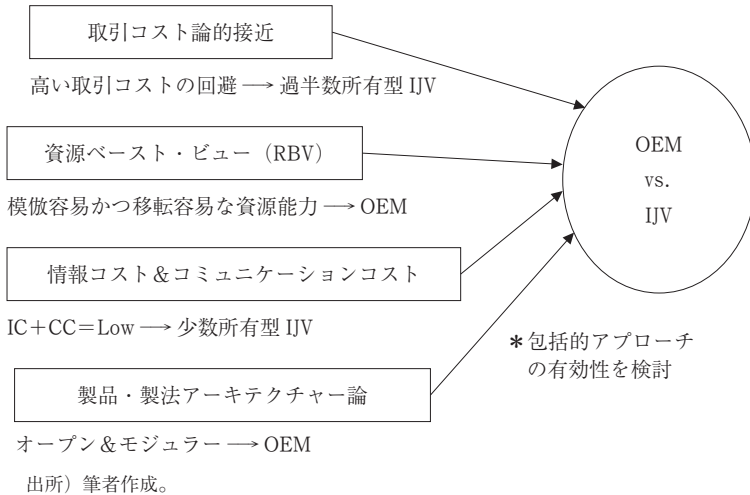 取引コスト論的接近
高い取引コストの回避 → 過半数所有型 IJV
資源ベースト・ビュー（RBV）
模倣容易かつ移転容易な資源能力 → OEM
情報コスト＆コミュニケーションコスト
IC＋CC＝Low → 少数所有型 IJV
製品・製法アーキテクチャー論
オープン＆モジュラー → OEM
出所）筆者作成。
OEM
vs.
IJV
＊包括的アプローチ
の有効性を検討